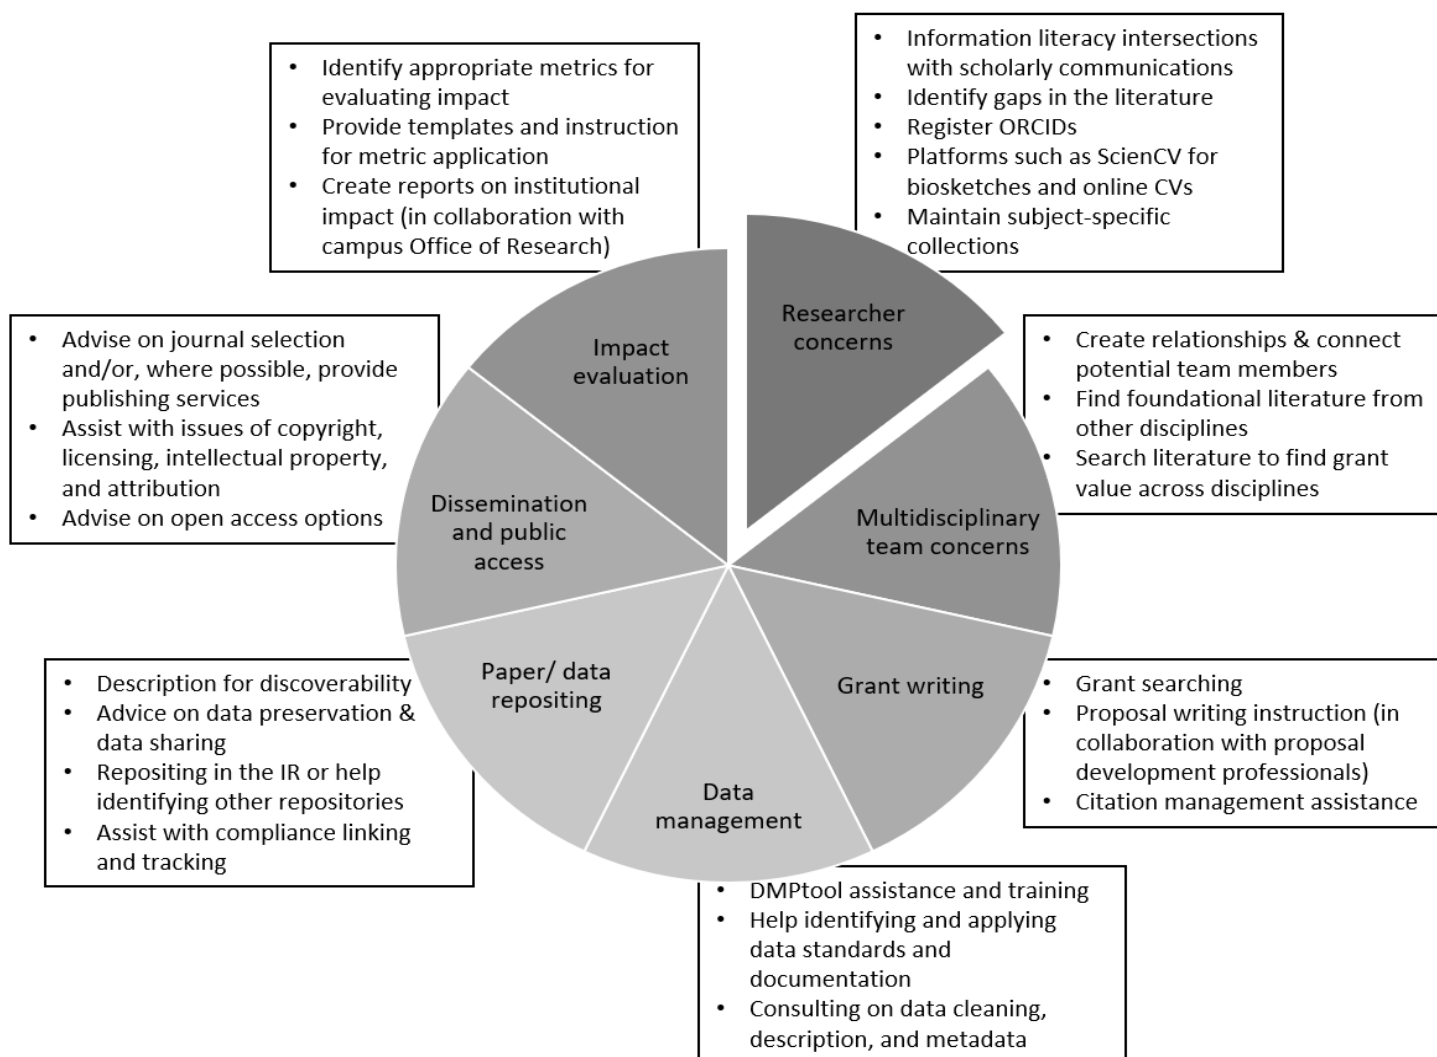 • Information literacy intersections
with scholarly communications
• Identify gaps in the literature
• Register ORCIDs
• Platforms such as ScienCV for
biosketches and online CVs
• Maintain subject-specific
collections
Researcher
concerns
• Create relationships & connect
potential team members
• Find foundational literature from
other disciplines
• Search literature to find grant
value across disciplines
Multidisciplinary
team concerns
• Grant searching
• Proposal writing instruction (in
collaboration with proposal
development professionals)
• Citation management assistance
Grant writing
• DMPtool assistance and training
• Help identifying and applying
data standards and
documentation
• Consulting on data cleaning,
description, and metadata
Data
management
• Description for discoverability
• Advice on data preservation &
data sharing
• Repositing in the IR or help
identifying other repositories
• Assist with compliance linking
and tracking
Paper/ data
repositing
• Advise on journal selection
and/or, where possible, provide
publishing services
• Assist with issues of copyright,
licensing, intellectual property,
and attribution
• Advise on open access options
Dissemination
and public
access
• Identify appropriate metrics for
evaluating impact
• Provide templates and instruction
for metric application
• Create reports on institutional
impact (in collaboration with
campus Office of Research)
Impact
evaluation